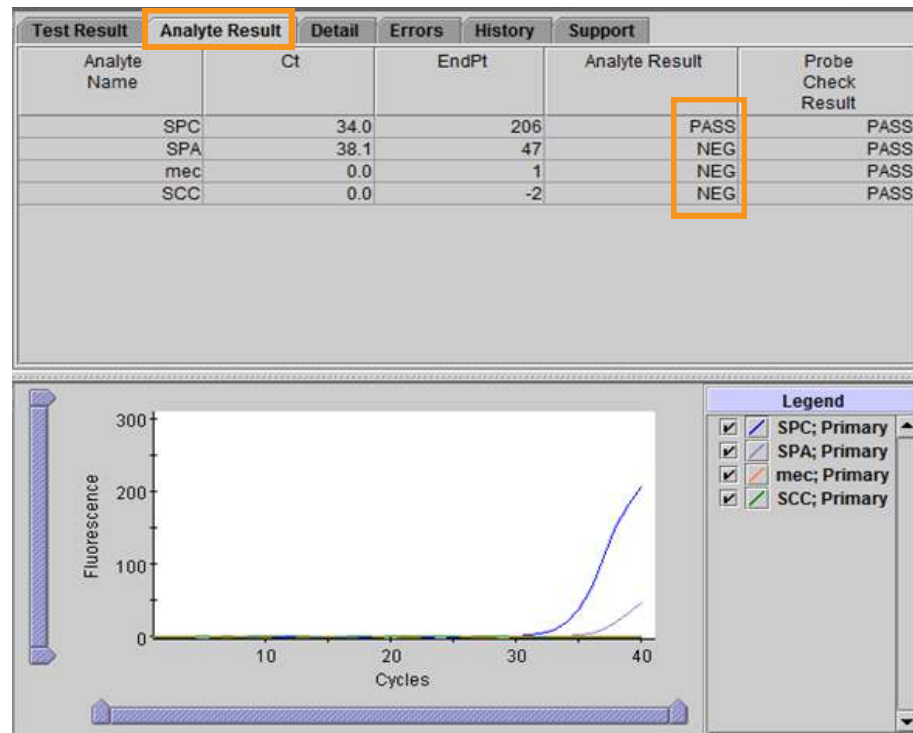 Test Result Analyte Result Detail Errors History Support
Analyte Name Ct EndPt Analyte Result Probe Check Result
SPC 34.0 206 PASS PASS
SPA 38.1 47 NEG PASS
mec 0.0 1 NEG PASS
SCC 0.0 -2 NEG PASS
Legend
SPC; Primary
SPA; Primary
mec; Primary
SCC; Primary
300
200
100
0
Fluorescence
10 20 30 40
Cycles